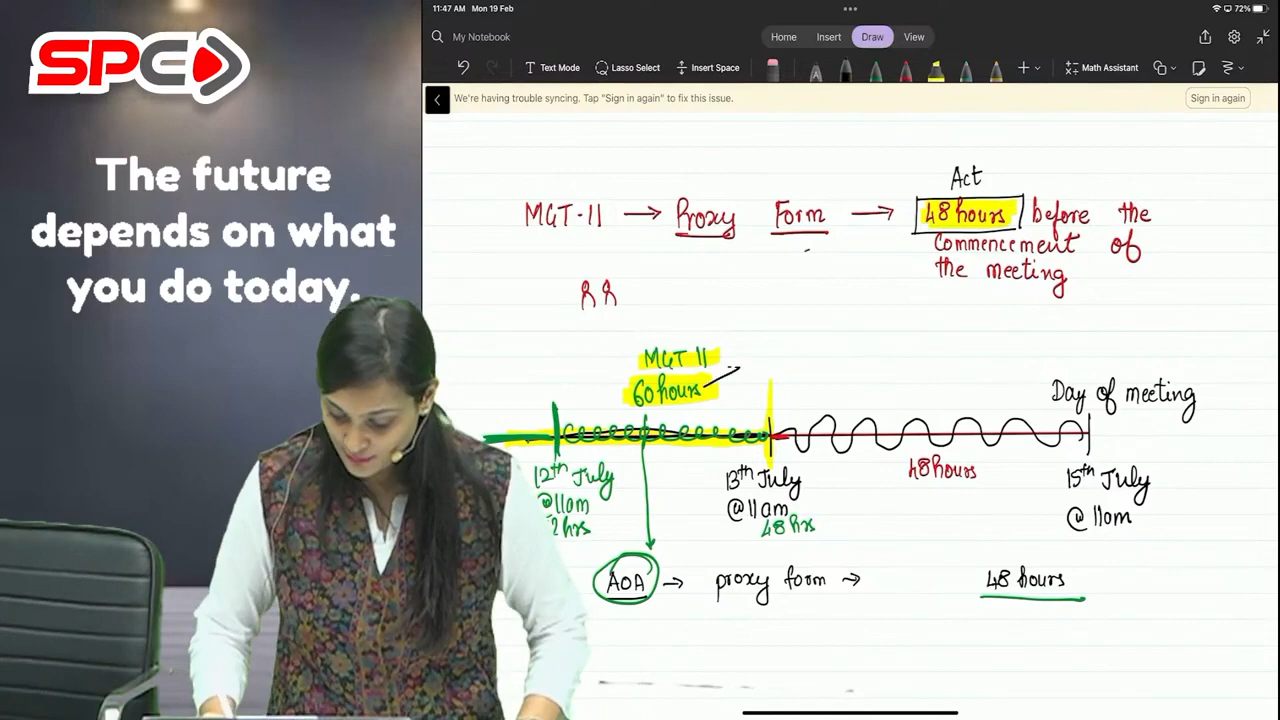 SPC
The future
depends on what
you do today.
11:47 AM Mon 19 Feb
72%
My Notebook
Home Insert Draw View
Text Mode Lasso Select Insert Space Math Assistant
We're having trouble syncing. Tap "Sign in again" to fix this issue.
Sign in again
Act
MGT-11 → Proxy Form → 48 hours before the
commencement of
the meeting
MGT 11
60 hours
Day of meeting
48 hours
12th July
@11am
2hrs
13th July
@11am
48 hrs
15th July
@ 11am
AOA → proxy form → 48 hours